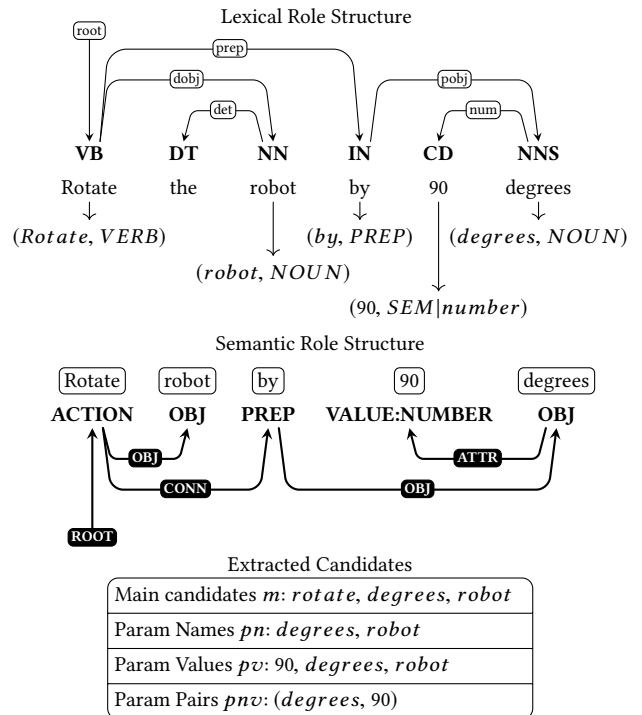 Lexical Role Structure
root
prep
dobj
pobj
det
num
VB DT NN IN CD NNS
Rotate the robot by 90 degrees
(Rotate, VERB) (by, PREP) (degrees, NOUN)
(robot, NOUN)
(90, SEM|number)
Semantic Role Structure
Rotate robot by 90 degrees
ACTION OBJ PREP VALUE:NUMBER OBJ
OBJ ATTR
CONN OBJ
ROOT
Extracted Candidates
Main candidates m: rotate, degrees, robot
Param Names pn: degrees, robot
Param Values pv: 90, degrees, robot
Param Pairs pnv: (degrees, 90)